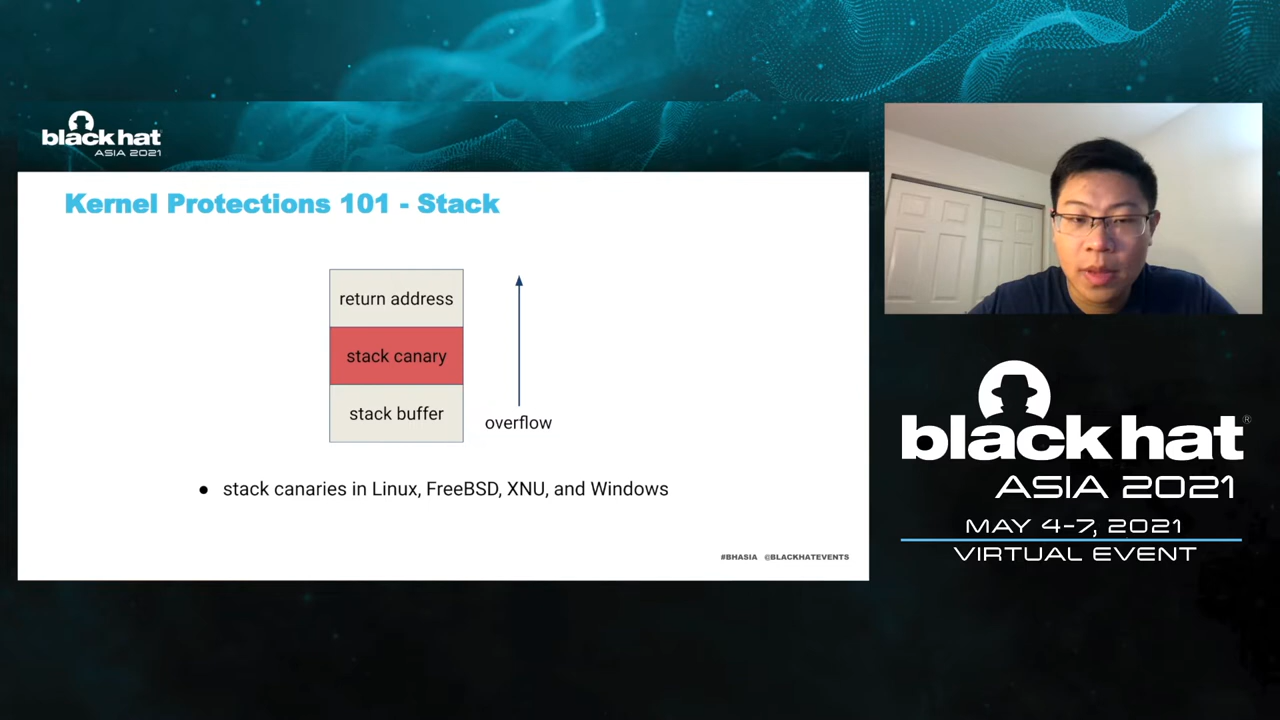 black hat
ASIA 2021
Kernel Protections 101 - Stack
return address
stack canary
stack buffer
overflow
● stack canaries in Linux, FreeBSD, XNU, and Windows
#BHASIA @BLACKHATEVENTS
black hat®
ASIA 2021
MAY 4-7, 2021
VIRTUAL EVENT